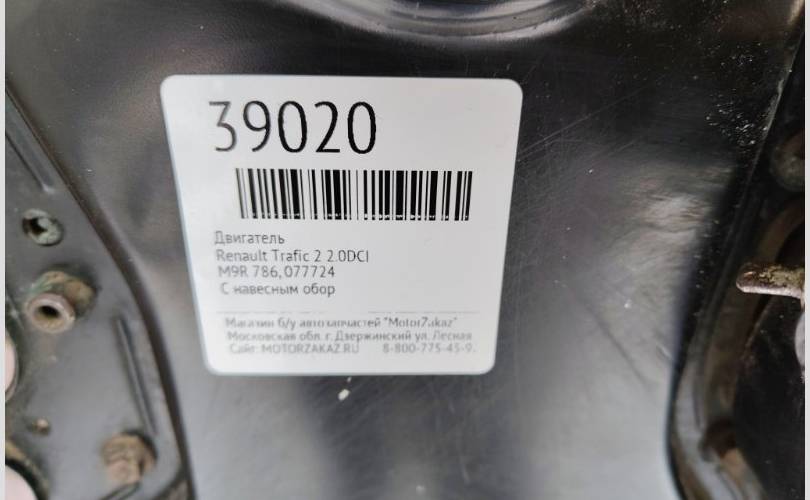 39020
Двигатель
Renault Trafic 2 2.0DCI
M9R 786, 077724
С навесным обор
Магазин б/у автозапчастей "MotorZakaz"
Московская обл. г. Дзержинский ул. Лесная
Сайт: MOTORZAKAZ.RU 8-800-775-45-9